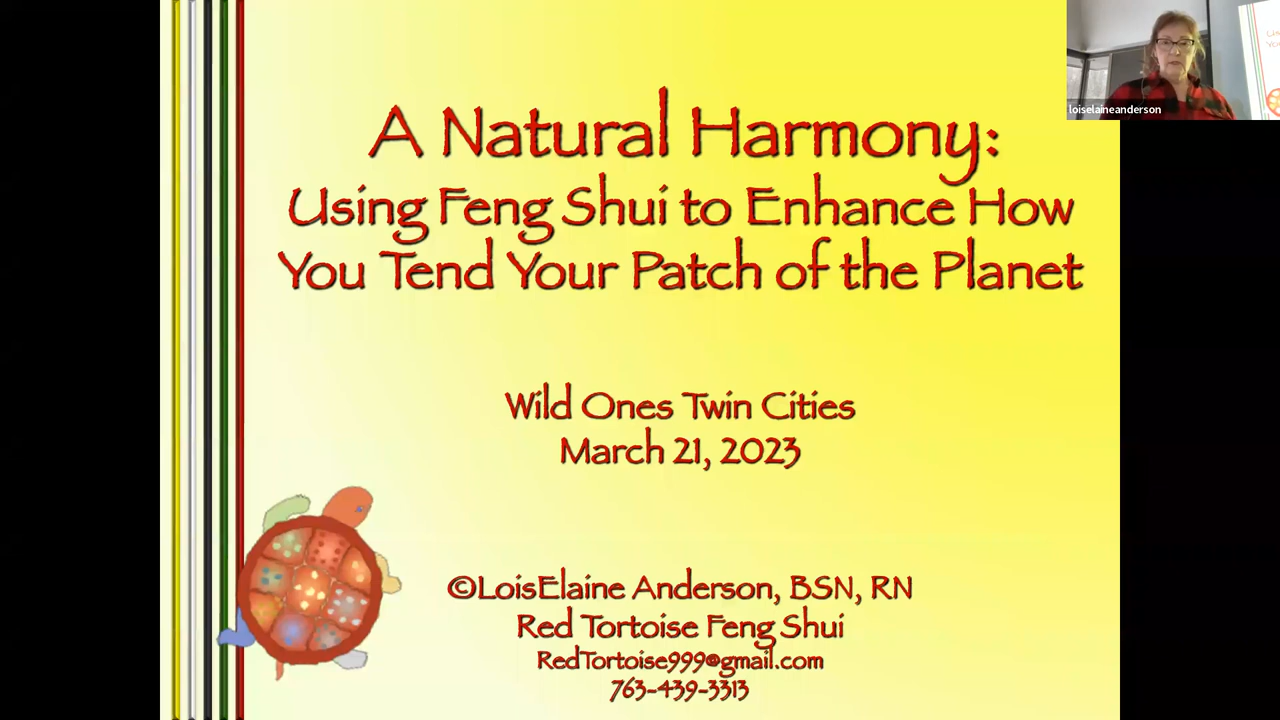 loiselaineanderson
A Natural Harmony:
Using Feng Shui to Enhance How
You Tend Your Patch of the Planet
Wild Ones Twin Cities
March 21, 2023
©LoisElaine Anderson, BSN, RN
Red Tortoise Feng Shui
RedTortoise999@gmail.com
763-439-3313